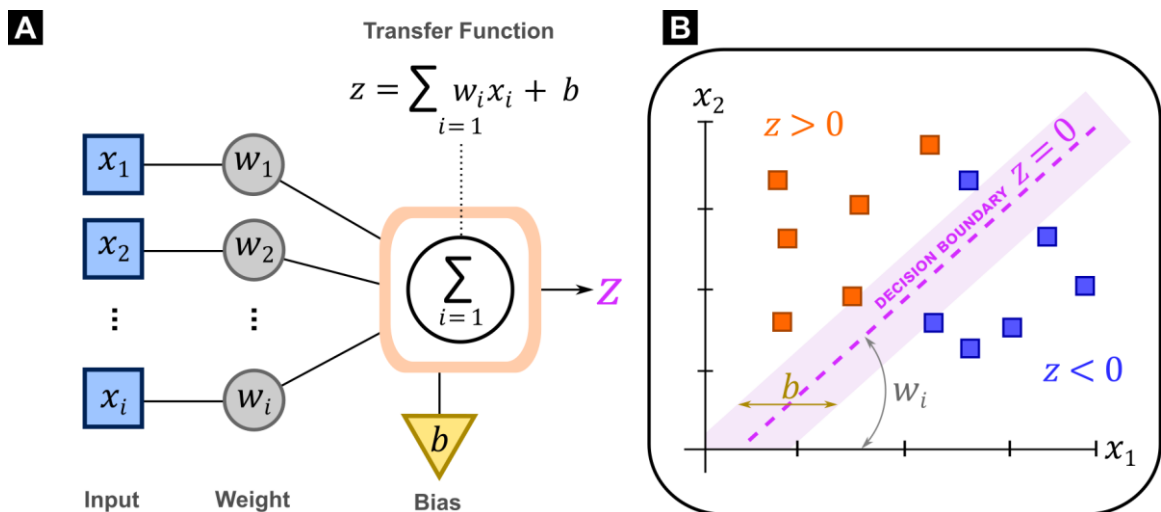 A
Transfer Function
z = ∑ wᵢxᵢ + b
i = 1
x₁
w₁
x₂
w₂
⋮
⋮
xᵢ
wᵢ
∑
i = 1
z
b
Input
Weight
Bias
B
x₂
z > 0
DECISION BOUNDARY z = 0
z < 0
b
wᵢ
x₁